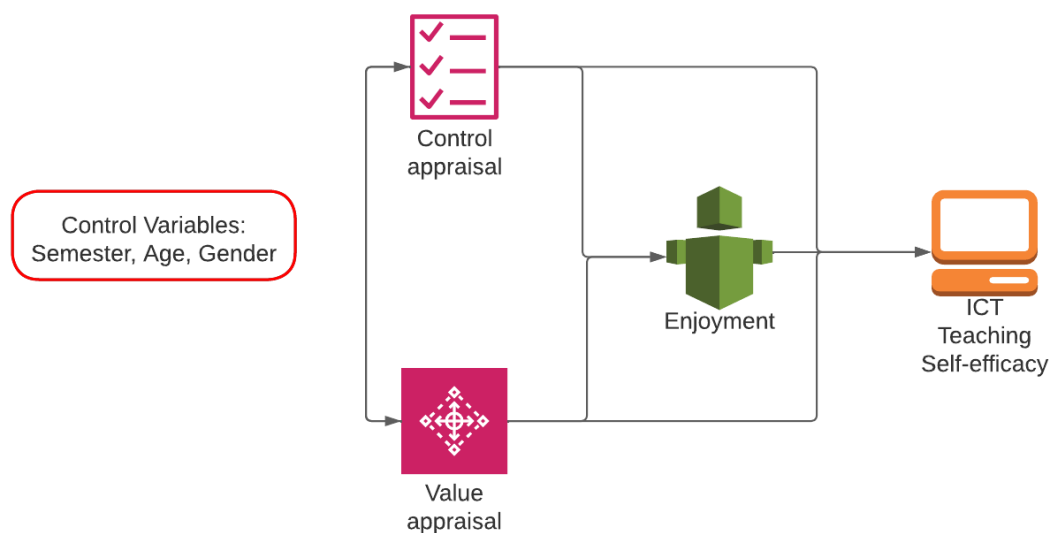 Control
appraisal
Control Variables:
Semester, Age, Gender
Enjoyment
ICT
Teaching
Self-efficacy
Value
appraisal